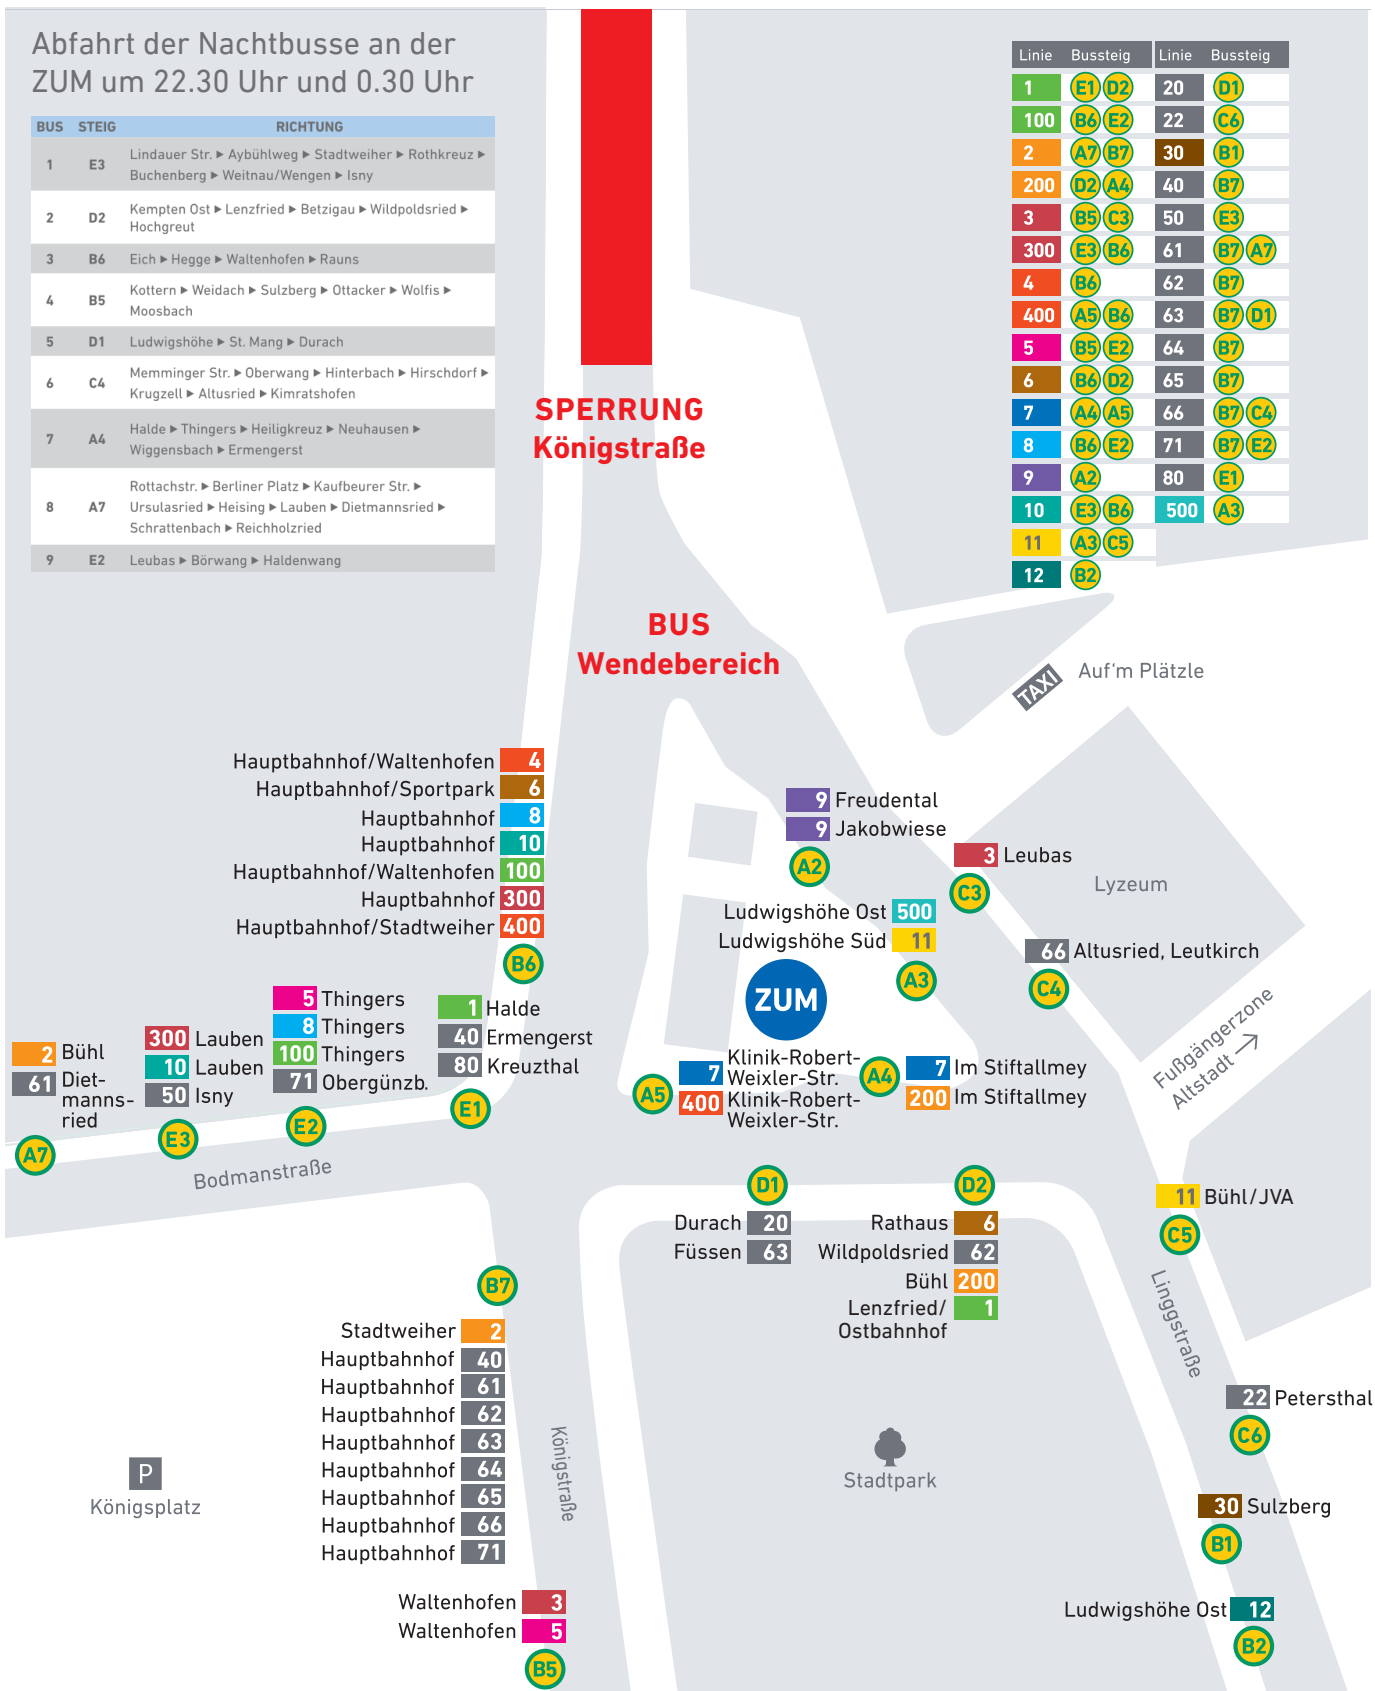 Abfahrt der Nachtbusse an der
ZUM um 22.30 Uhr und 0.30 Uhr
BUS STEIG RICHTUNG
1 E3 Lindauer Str. ▶ Aybühlweg ▶ Stadtweiher ▶ Rothkreuz ▶
Buchenberg ▶ Weitnau/Wengen ▶ Isny
2 D2 Kempten Ost ▶ Lenzfried ▶ Betzigau ▶ Wildpoldsried ▶
Hochgreut
3 B6 Eich ▶ Hegge ▶ Waltenhofen ▶ Rauns
4 B5 Kottern ▶ Weidach ▶ Sulzberg ▶ Ottacker ▶ Wolfis ▶
Moosbach
5 D1 Ludwigshöhe ▶ St. Mang ▶ Durach
6 C4 Memminger Str. ▶ Oberwang ▶ Hinterbach ▶ Hirschdorf ▶
Krugzell ▶ Altusried ▶ Kimratshofen
7 A4 Halde ▶ Thingers ▶ Heiligkreuz ▶ Neuhausen ▶
Wiggensbach ▶ Ermengerst
8 A7 Rottachstr. ▶ Berliner Platz ▶ Kaufbeurer Str. ▶
Ursulasried ▶ Heising ▶ Lauben ▶ Dietmannsried ▶
Schrattenbach ▶ Reichholzried
9 E2 Leubas ▶ Börwang ▶ Haldenwang
Linie Bussteig Linie Bussteig
1 E1 D2 20 D1
100 B6 E2 22 C6
2 A7 B7 30 B1
200 D2 A4 40 B7
3 B5 C3 50 E3
300 E3 B6 61 B7 A7
4 B6 62 B7
400 A5 B6 63 B7 D1
5 B5 E2 64 B7
6 B6 D2 65 B7
7 A4 A5 66 B7 C4
8 B6 E2 71 B7 E2
9 A2 80 E1
10 E3 B6 500 A3
11 A3 C5
12 B2
SPERRUNG
Königstraße
BUS
Wendebereich
TAXI
Auf'm Plätzle
Hauptbahnhof/Waltenhofen 4
Hauptbahnhof/Sportpark 6
Hauptbahnhof 8
Hauptbahnhof 10
Hauptbahnhof/Waltenhofen 100
Hauptbahnhof 300
Hauptbahnhof/Stadtweiher 400
B6
9 Freudental
9 Jakobwiese
A2
3 Leubas
C3
Lyzeum
Ludwigshöhe Ost 500
Ludwigshöhe Süd 11
A3
66 Altusried, Leutkirch
C4
ZUM
Fußgängerzone
Altstadt
2 Bühl
61 Diet-
manns-
ried
A7
300 Lauben
10 Lauben
50 Isny
E3
5 Thingers
8 Thingers
100 Thingers
71 Obergünzb.
E2
1 Halde
40 Ermengerst
80 Kreuzthal
E1
A5
7 Klinik-Robert-
Weixler-Str.
400 Klinik-Robert-
Weixler-Str.
A4
7 Im Stiftallmey
200 Im Stiftallmey
Bodmanstraße
D1
Durach 20
Füssen 63
D2
Rathaus 6
Wildpoldsried 62
Bühl 200
Lenzfried/ 1
Ostbahnhof
11 Bühl/JVA
C5
Linggstraße
B7
Stadtweiher 2
Hauptbahnhof 40
Hauptbahnhof 61
Hauptbahnhof 62
Hauptbahnhof 63
Hauptbahnhof 64
Hauptbahnhof 65
Hauptbahnhof 66
Hauptbahnhof 71
Königstraße
P
Königsplatz
Stadtpark
22 Petersthal
C6
30 Sulzberg
B1
Waltenhofen 3
Waltenhofen 5
B5
Ludwigshöhe Ost 12
B2